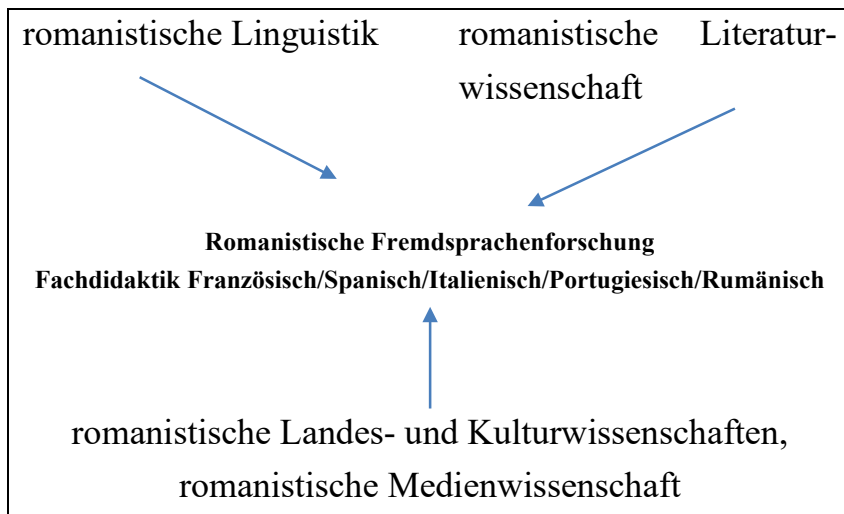 romanistische Linguistik
romanistische Literatur-
wissenschaft
Romanistische Fremdsprachenforschung
Fachdidaktik Französisch/Spanisch/Italienisch/Portugiesisch/Rumänisch
romanistische Landes- und Kulturwissenschaften,
romanistische Medienwissenschaft